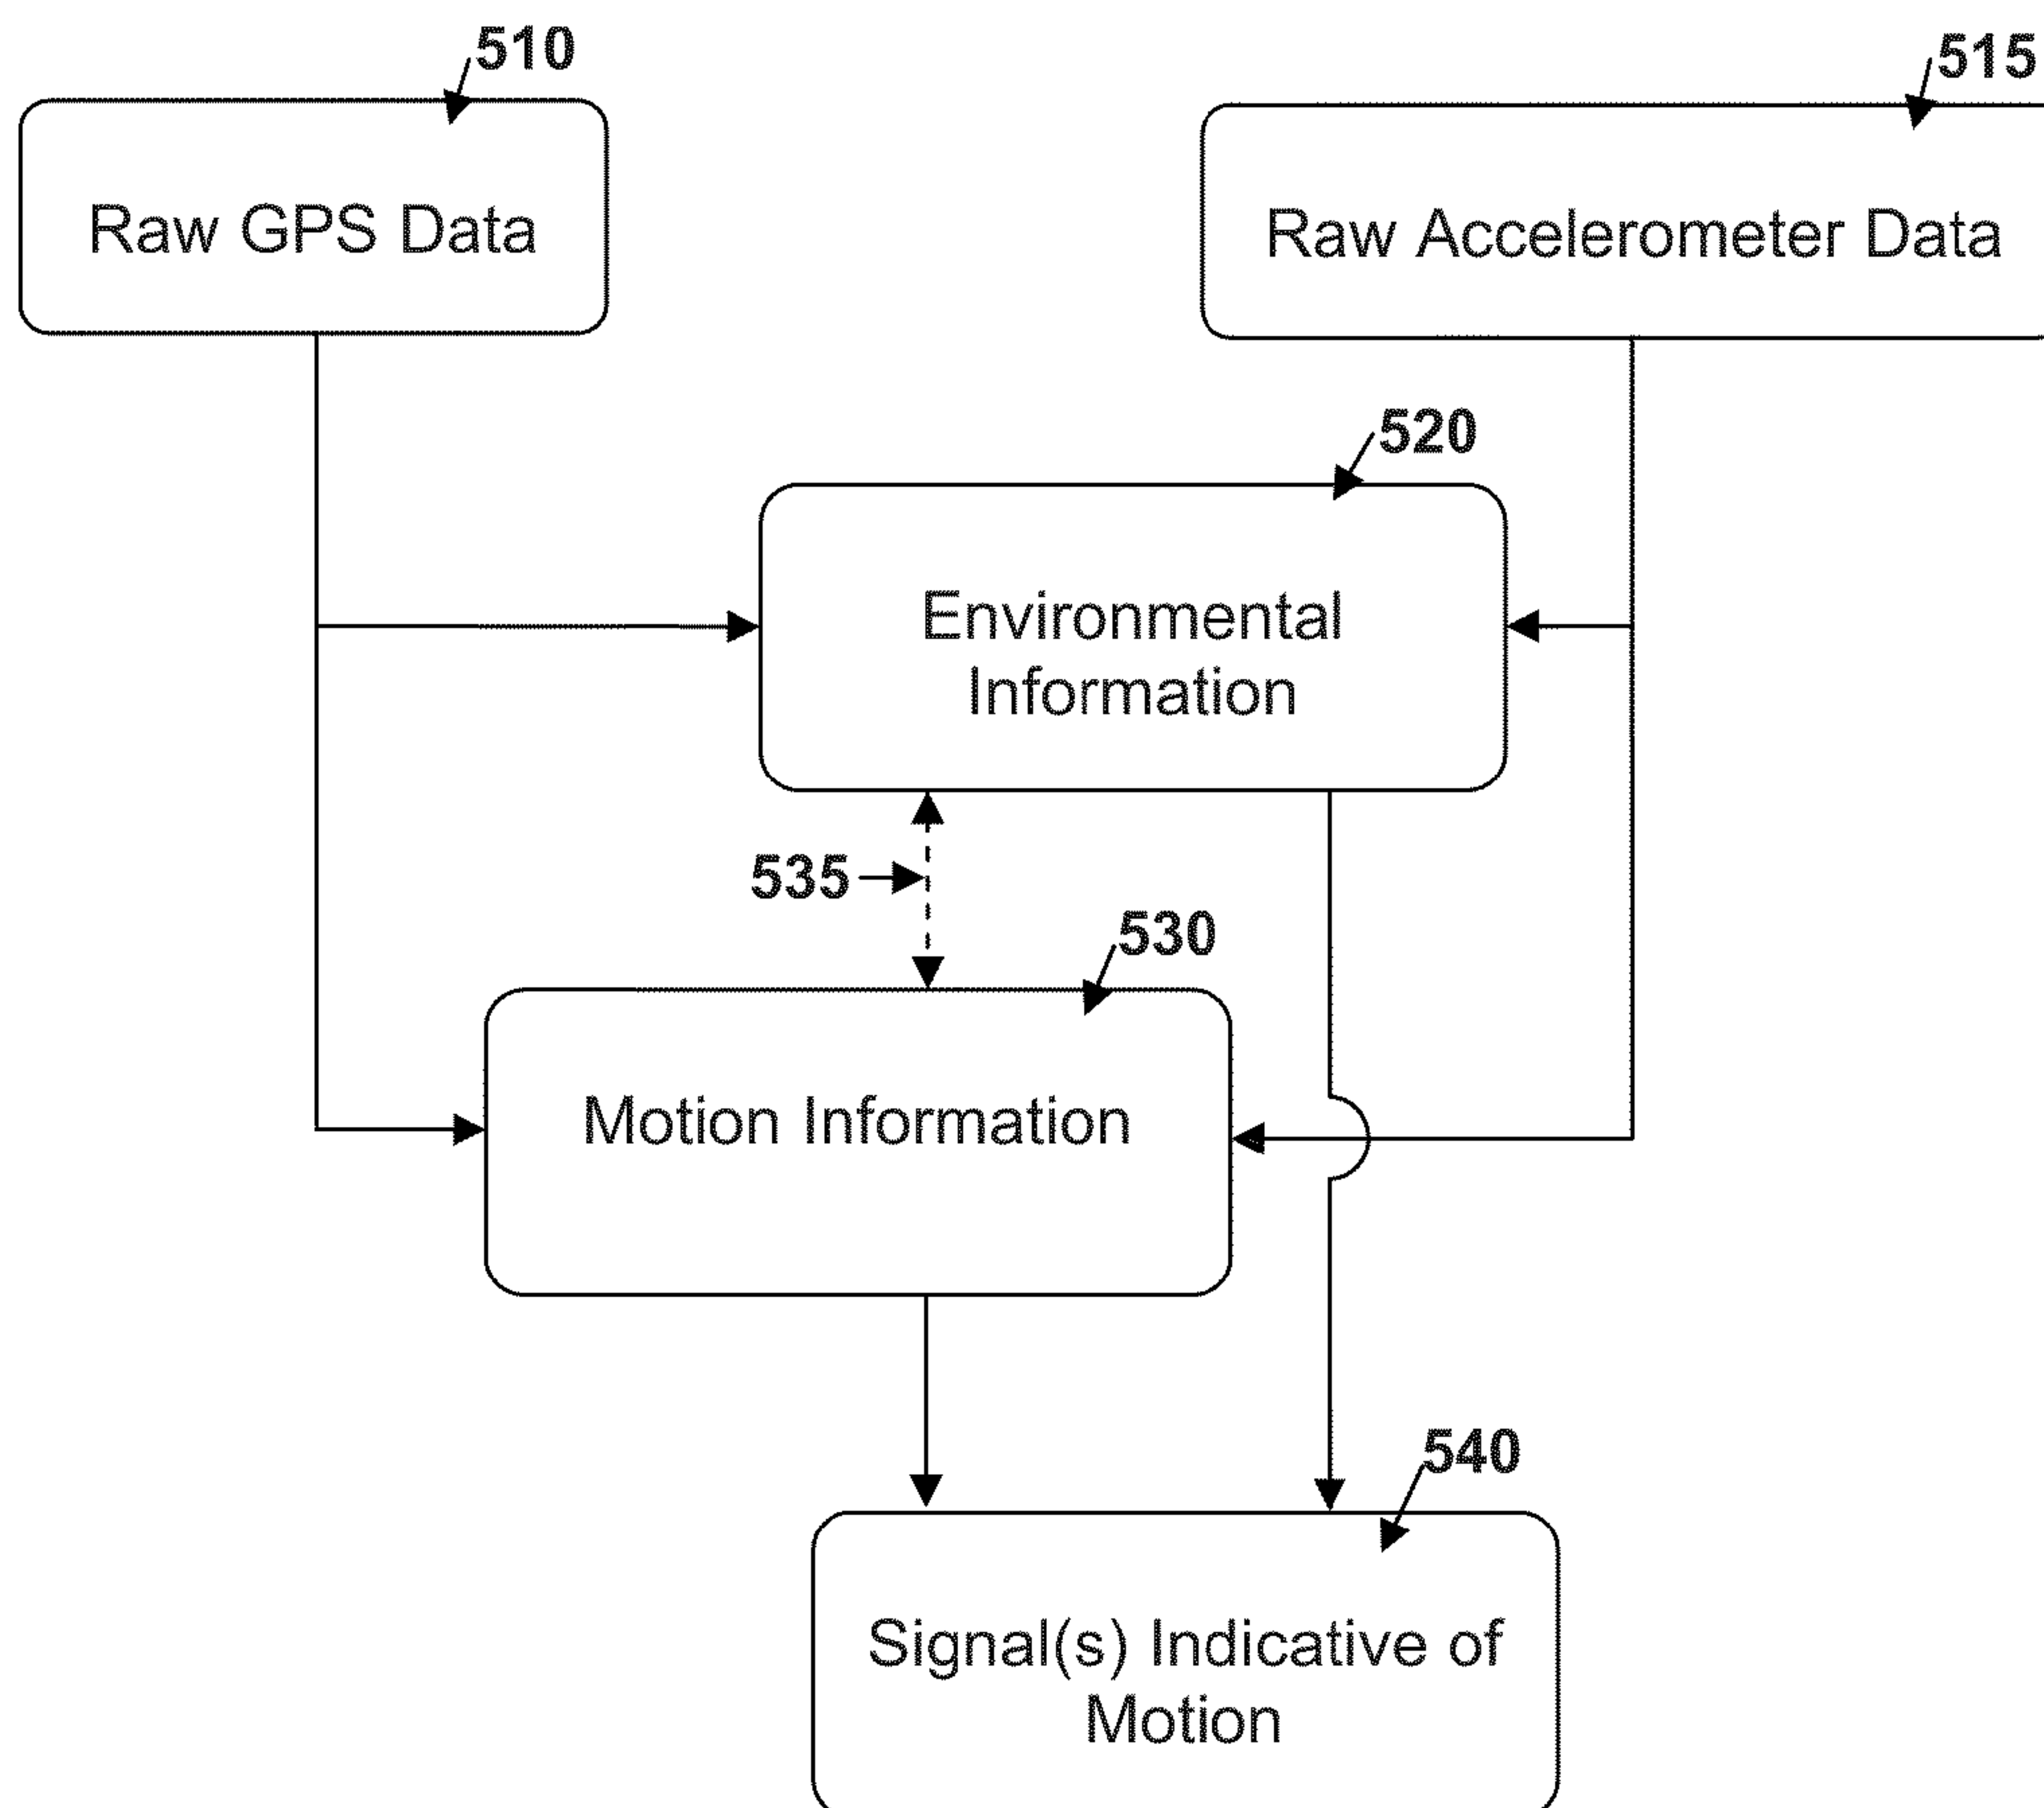 510
515
Raw GPS Data
Raw Accelerometer Data
520
Environmental
Information
535
530
Motion Information
540
Signal(s) Indicative of
Motion